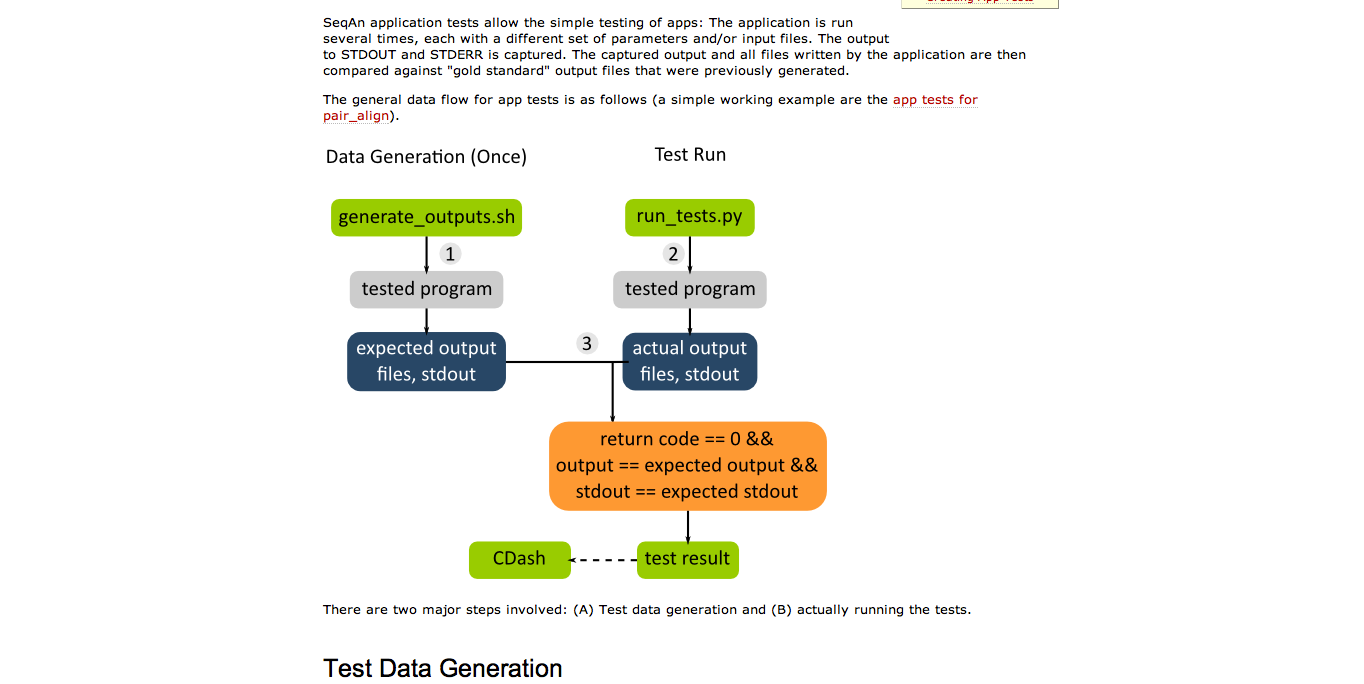 SeqAn application tests allow the simple testing of apps: The application is run
several times, each with a different set of parameters and/or input files. The output
to STDOUT and STDERR is captured. The captured output and all files written by the application are then
compared against "gold standard" output files that were previously generated.
The general data flow for app tests is as follows (a simple working example are the app tests for
pair_align).
Data Generation (Once)
Test Run
generate_outputs.sh
run_tests.py
1
2
tested program
tested program
expected output
files, stdout
3
actual output
files, stdout
return code == 0 &&
output == expected output &&
stdout == expected stdout
CDash
test result
There are two major steps involved: (A) Test data generation and (B) actually running the tests.
Test Data Generation